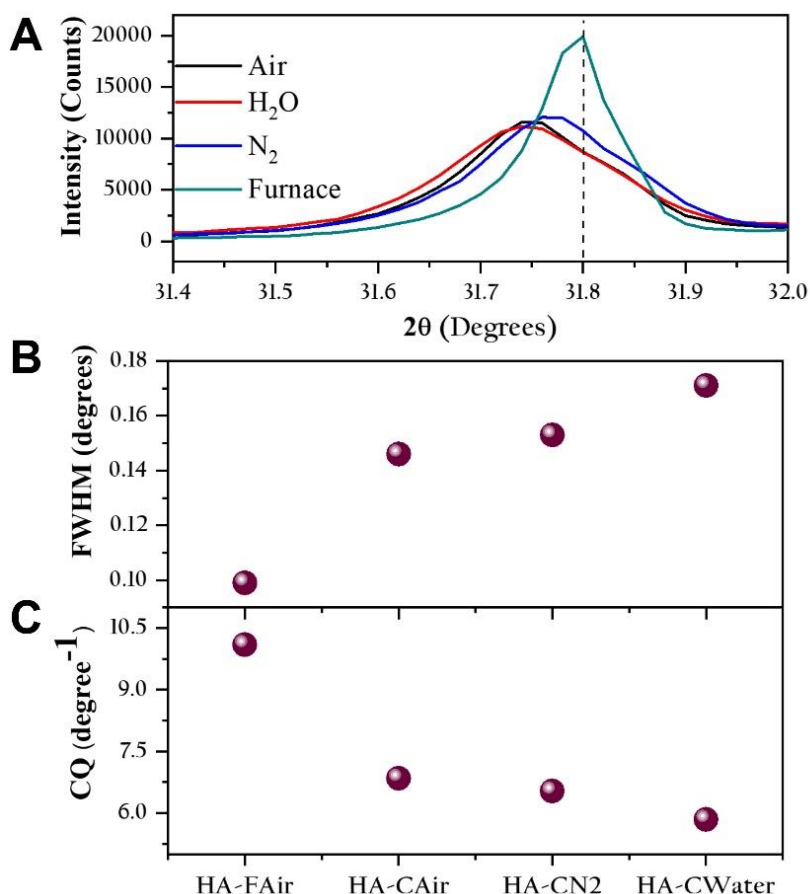 A
Intensity (Counts)
20000
15000
10000
5000
0
Air
H₂O
N₂
Furnace
31.4 31.5 31.6 31.7 31.8 31.9 32.0
2θ (Degrees)
B
FWHM (degrees)
0.18
0.16
0.14
0.12
0.10
C
CQ (degree⁻¹)
10.5
9.0
7.5
6.0
HA-FAir HA-CAir HA-CN2 HA-CWater